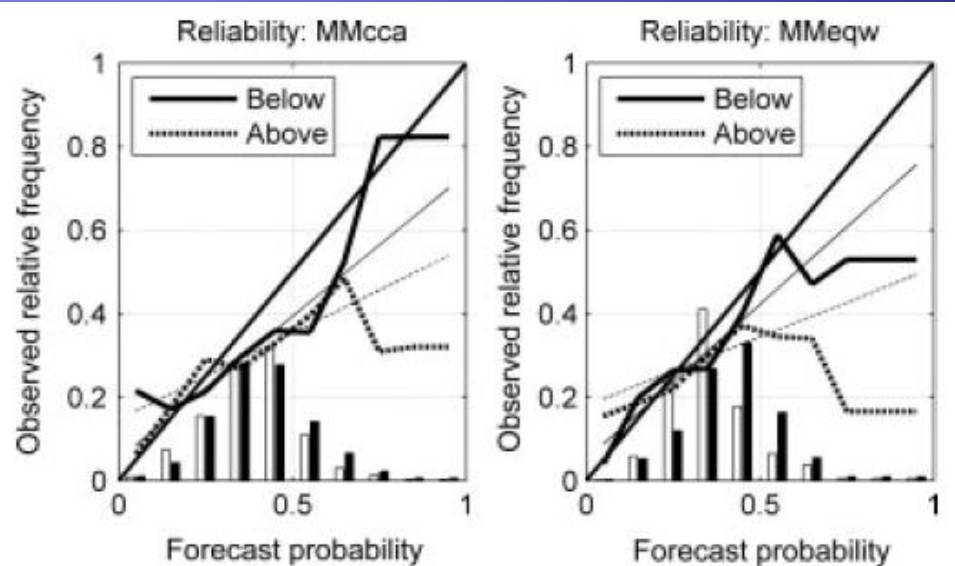 Reliability: MMcca
Observed relative frequency
1
0.8
0.6
0.4
0.2
0
Below
Above
0
0.5
1
Forecast probability
Reliability: MMeqw
Observed relative frequency
1
0.8
0.6
0.4
0.2
0
Below
Above
0
0.5
1
Forecast probability